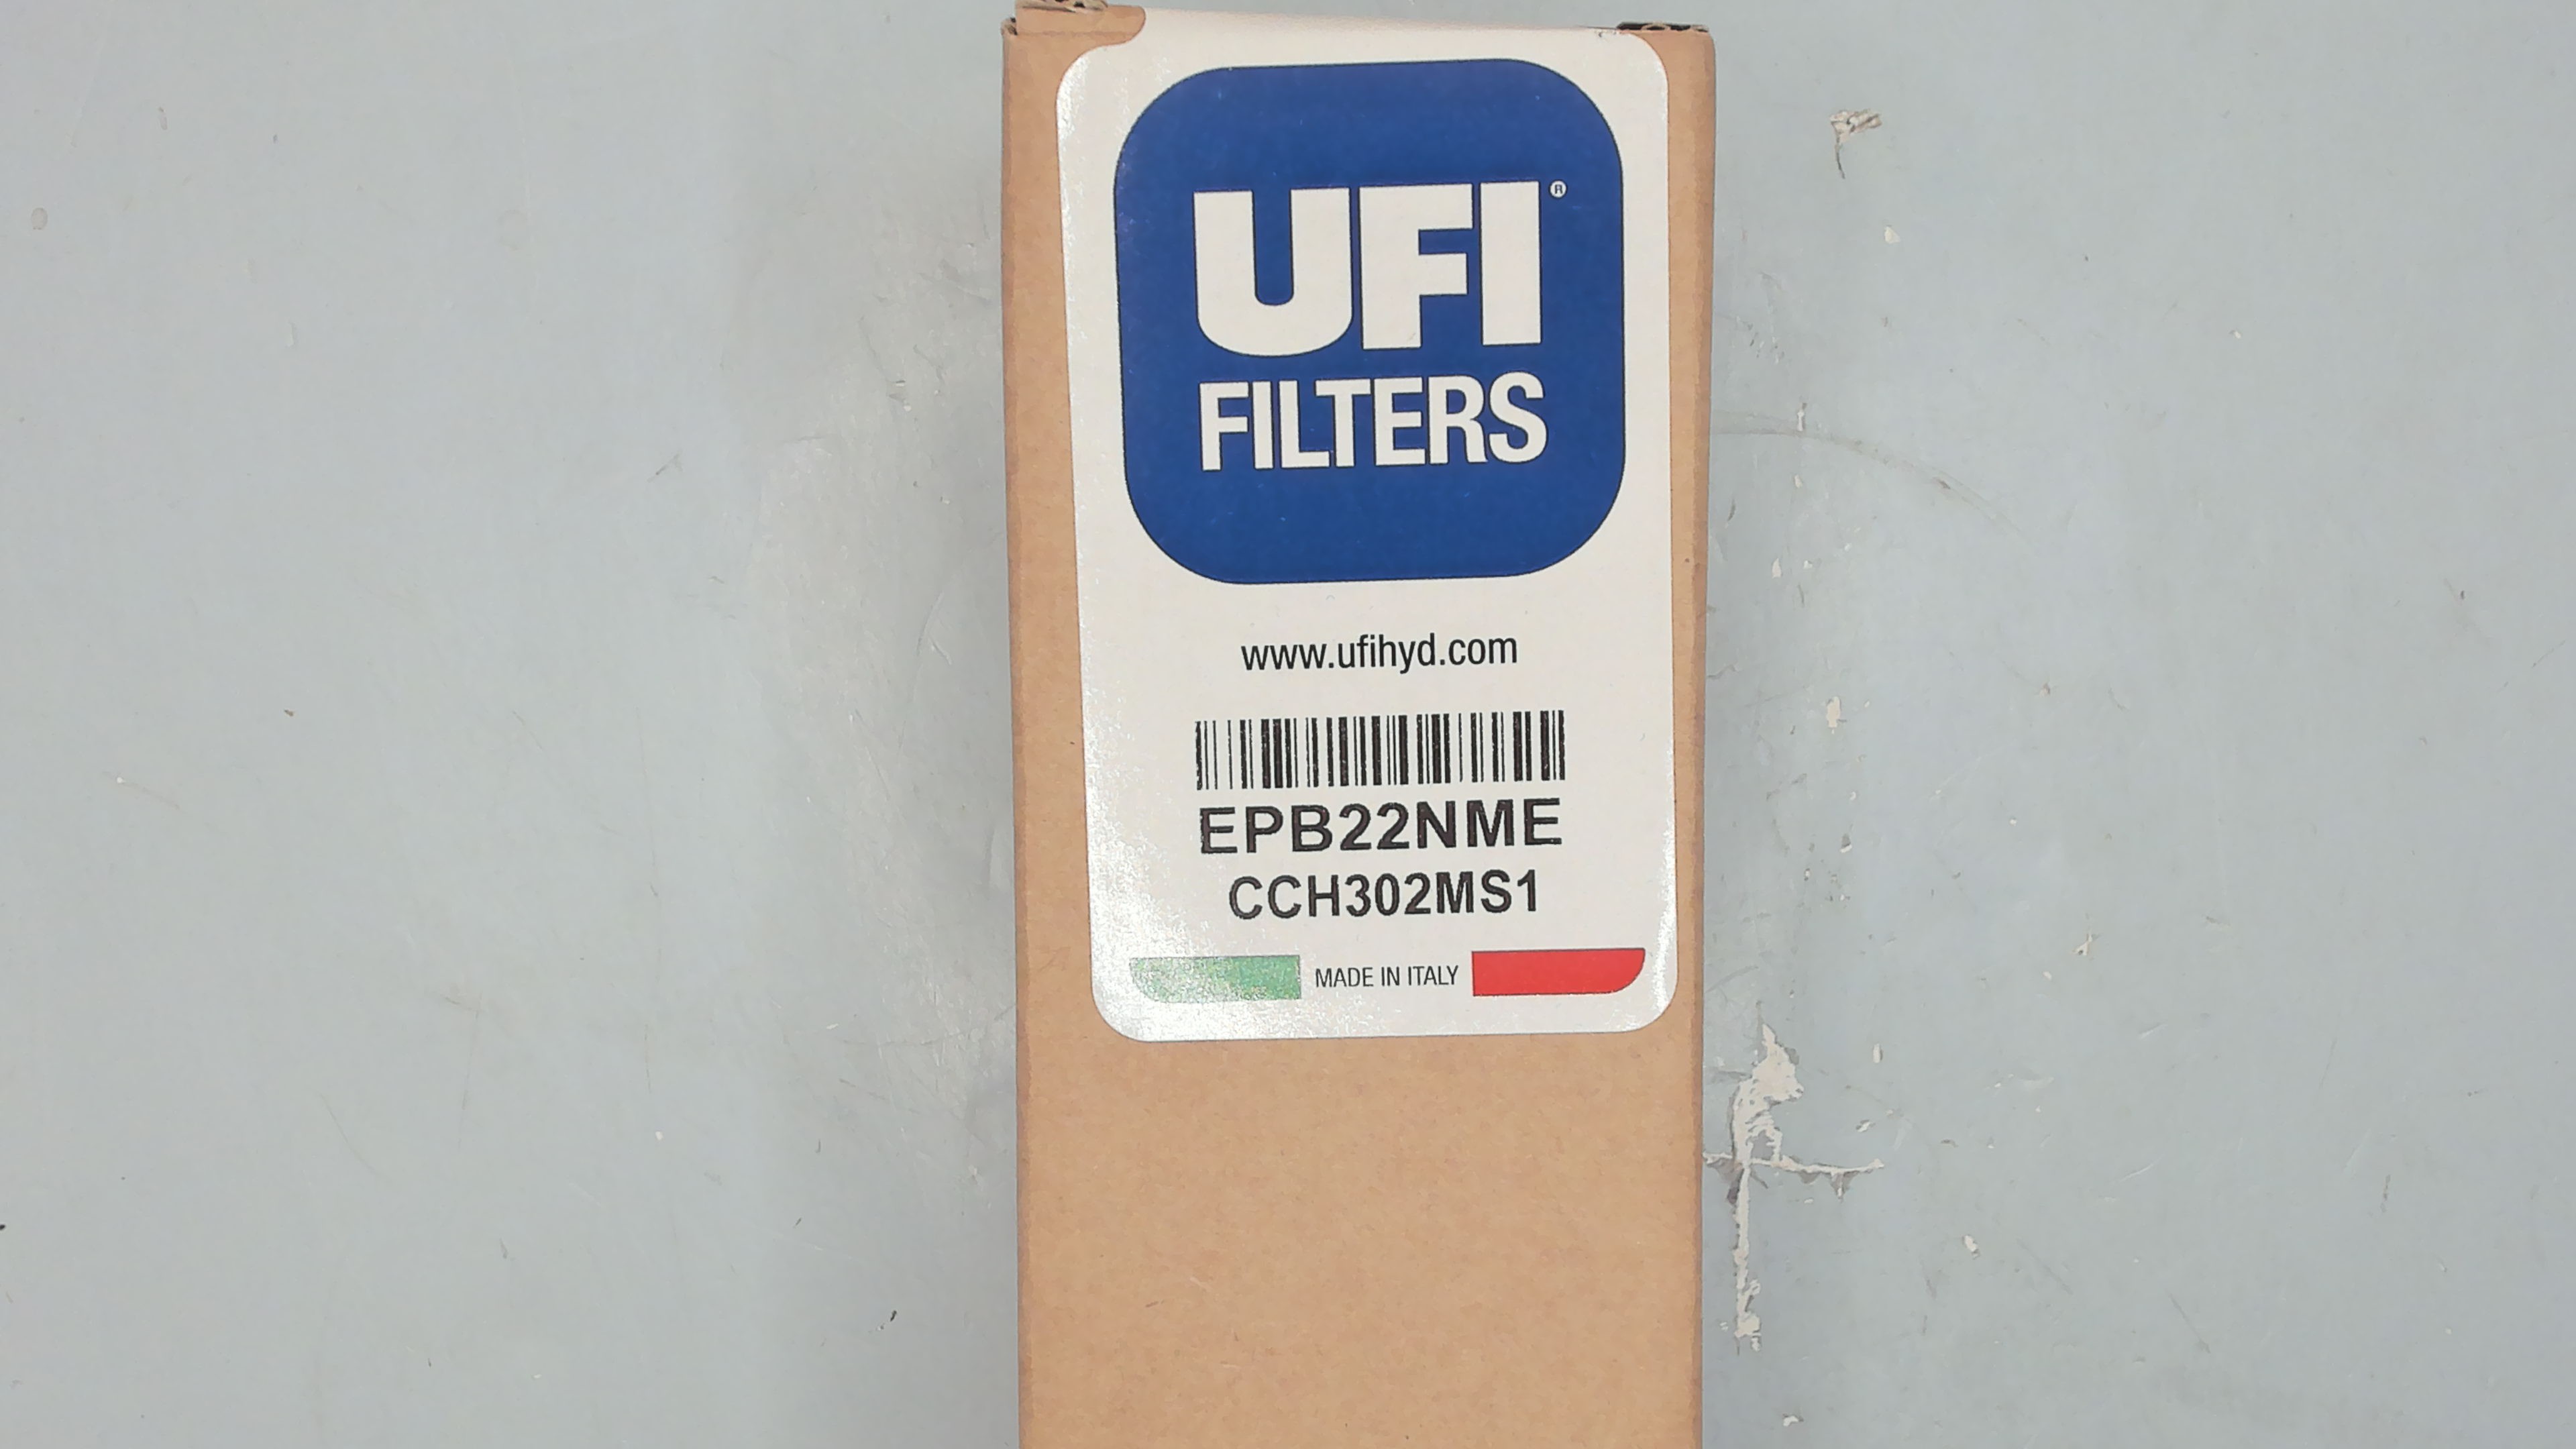 UFI®
FILTERS
www.ufihyd.com
EPB22NME
CCH302MS1
MADE IN ITALY